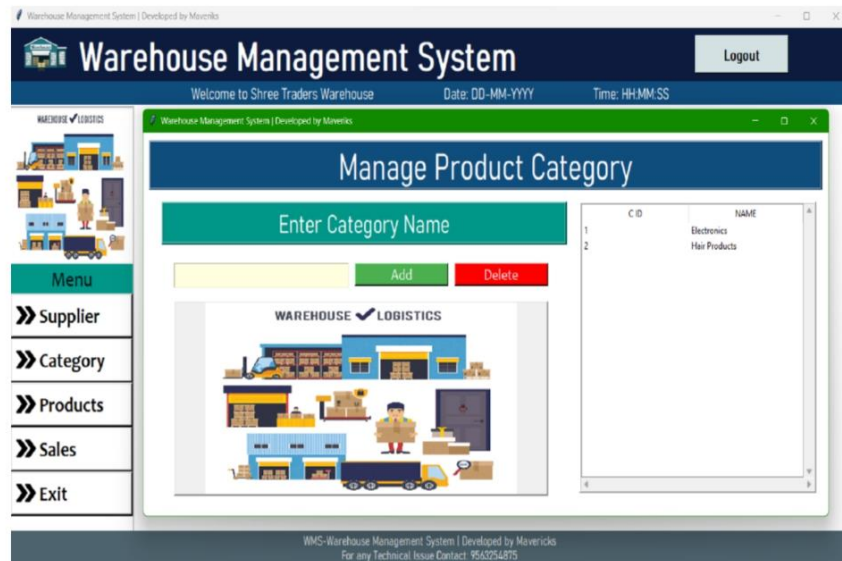 Warehouse Management System | Developed by Maveriks
Warehouse Management System
Logout
Welcome to Shree Traders Warehouse Date: DD-MM-YYYY Time: HH:MM:SS
WAREHOUSE LOGISTICS
Menu
Supplier
Category
Products
Sales
Exit
Warehouse Management System | Developed by Maveriks
Manage Product Category
Enter Category Name
Add Delete
WAREHOUSE LOGISTICS
C ID NAME
1 Electronics
2 Hair Products
WMS-Warehouse Management System | Developed by Mavericks
For any Technical Issue Contact: 9563254875